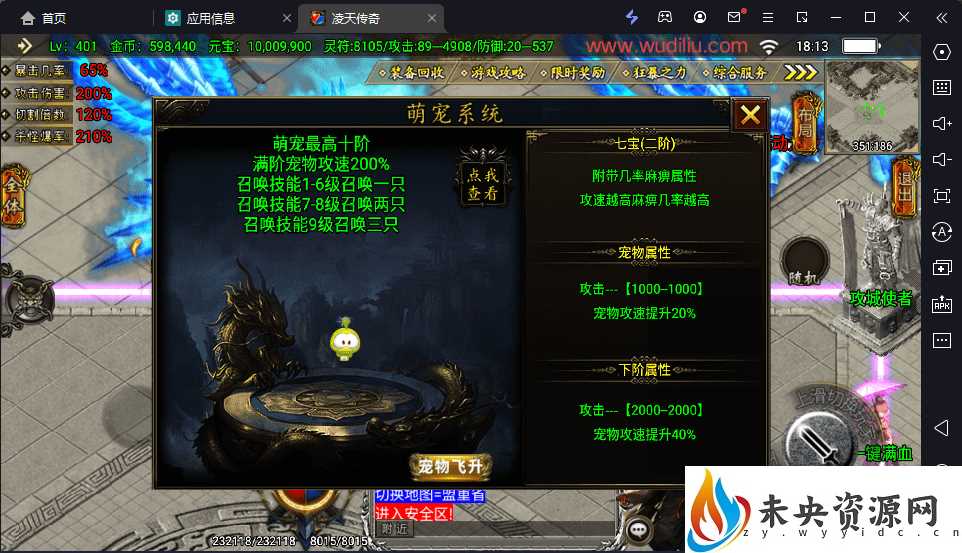 首页
应用信息
凌天传奇
Lv：401 金币：598,440 元宝：10,009,900 灵符:8105/攻击:89--4908/防御:20--537
www.wudiliu.com
18:13
暴击几率 65%
攻击伤害 200%
切割倍数 120%
杀怪爆率 210%
装备回收
游戏攻略
限时奖励
狂暴之力
综合服务
351:186
布局
动
全体
退出
随机
攻城使者
萌宠系统
萌宠最高十阶
满阶宠物攻速200%
召唤技能1-6级召唤一只
召唤技能7-8级召唤两只
召唤技能9级召唤三只
点我
查看
宠物飞升
七宝(二阶)
附带几率麻痹属性
攻速越高麻痹几率越高
宠物属性
攻击---【1000--1000】
宠物攻速提升20%
下阶属性
攻击---【2000--2000】
宠物攻速提升40%
上滑切换
一键满血
切换地图=盟重省
进入安全区!
附近
232118/232118
8015/8015
APK
未央资源网
zy.wyyidc.cn